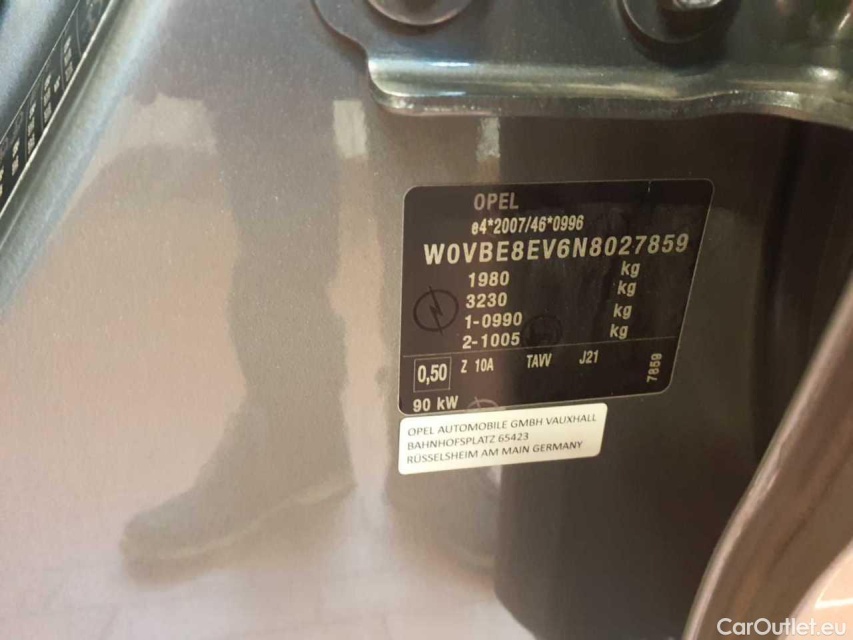 OPEL
e4*2007/46*0996
W0VBE8EV6N8027859
1980 kg
3230 kg
1-0990 kg
2-1005 kg
0,50 Z 10A TAVV J21 7859
90 kW
OPEL AUTOMOBILE GMBH VAUXHALL
BAHNHOFSPLATZ 65423
RÜSSELSHEIM AM MAIN GERMANY
CarOutlet.eu